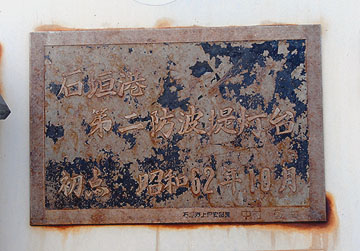 石垣港
第二防波堤灯台
初点 昭和62年10月